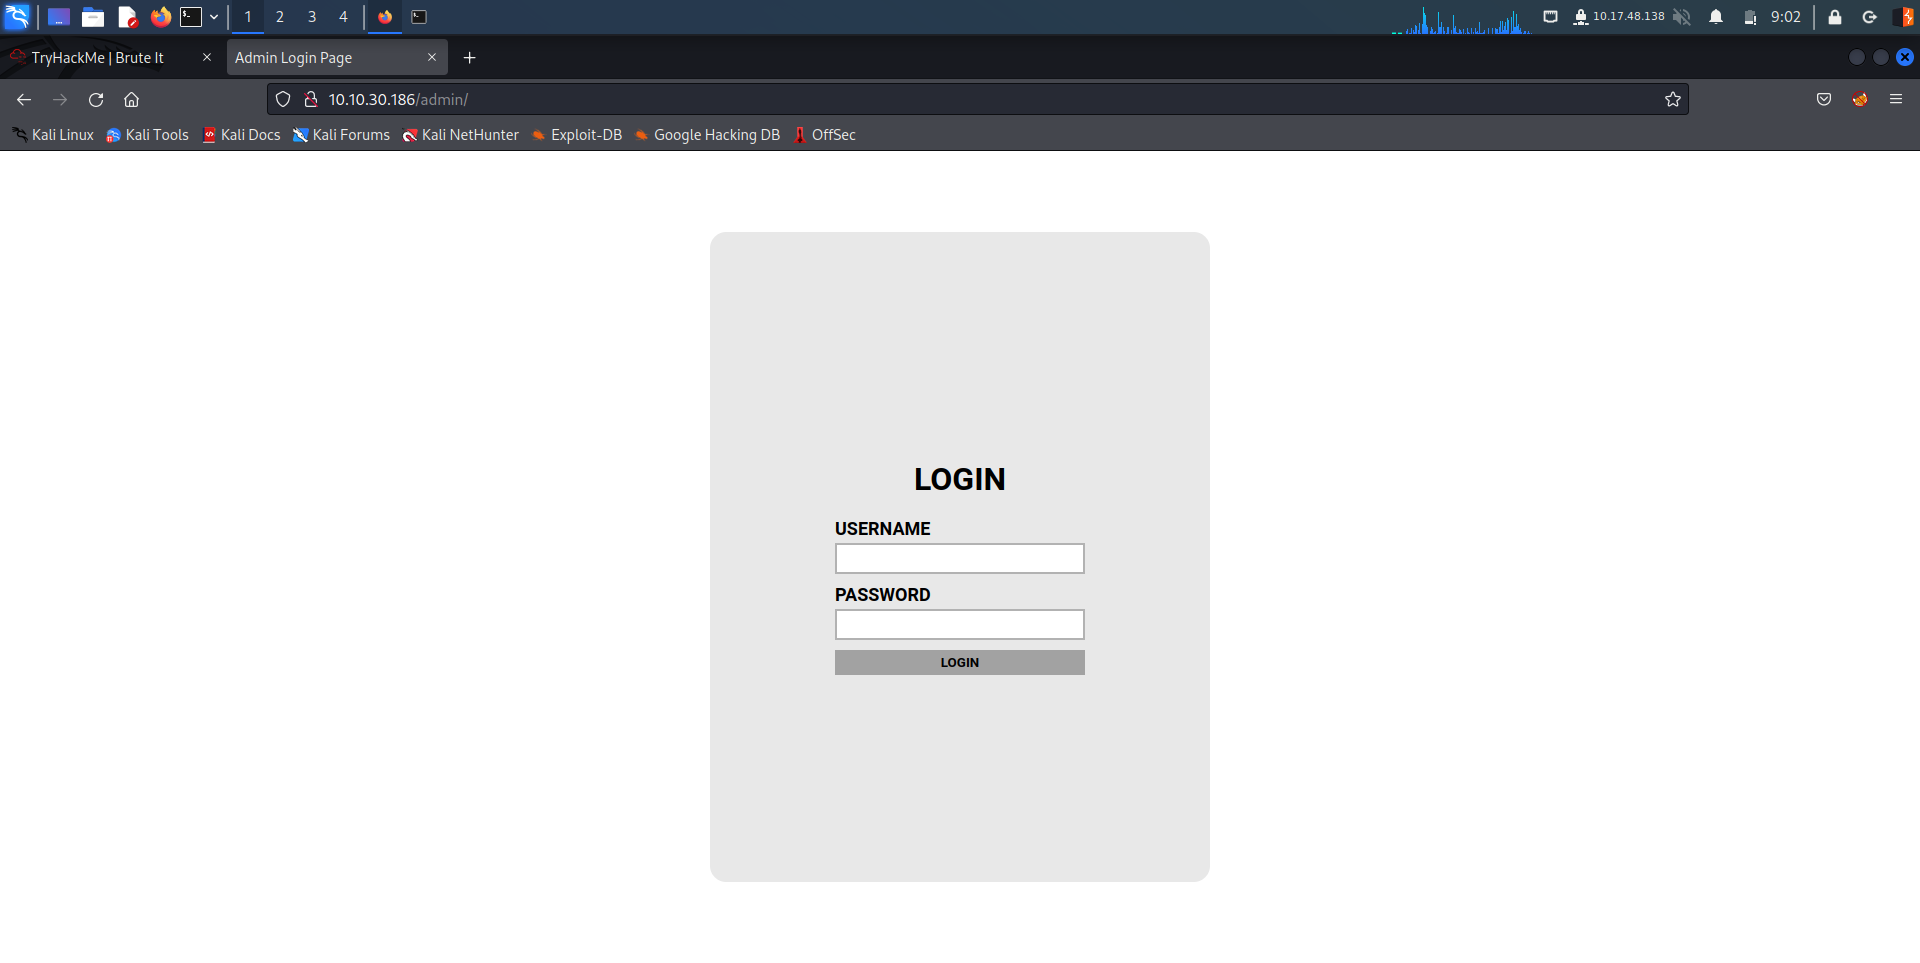 1 2 3 4 10.17.48.138 9:02
TryHackMe | Brute It Admin Login Page
10.10.30.186/admin/
Kali Linux Kali Tools Kali Docs Kali Forums Kali NetHunter Exploit-DB Google Hacking DB OffSec
LOGIN
USERNAME
PASSWORD
LOGIN